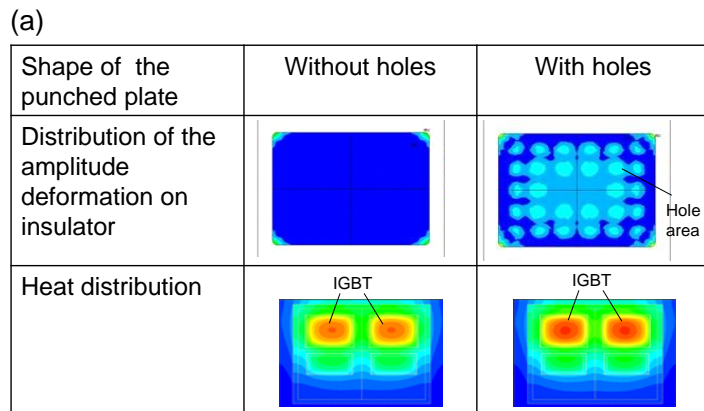 (a)
Shape of the
punched plate
Without holes
With holes
Distribution of the
amplitude
deformation on
insulator
Hole
area
Heat distribution
IGBT
IGBT